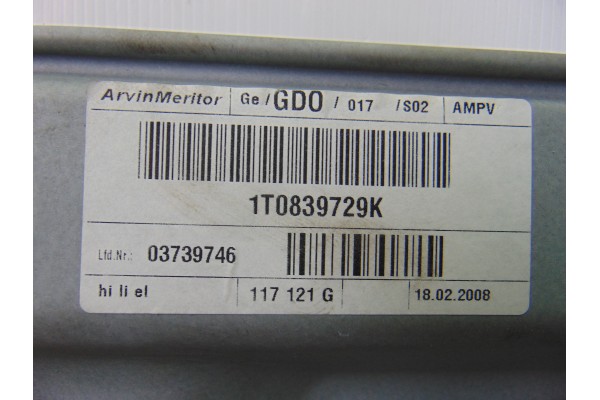 ArvinMeritor Ge / GDO / 017 / S02 AMPV
1T0839729K
Lfd.Nr.: 03739746
hi li el 117 121 G 18.02.2008